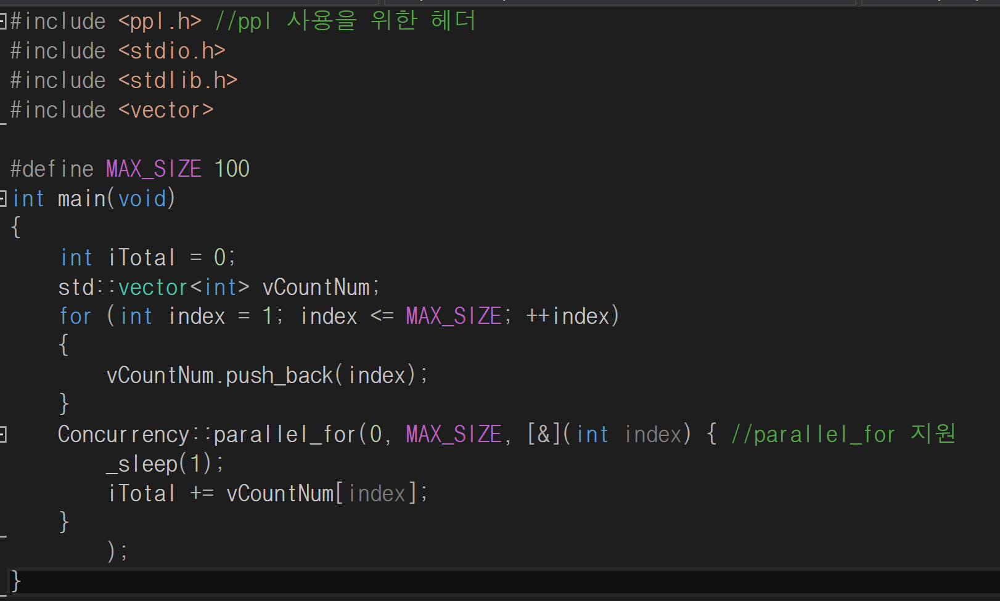 #include <ppl.h> //ppl 사용을 위한 헤더
#include <stdio.h>
#include <stdlib.h>
#include <vector>
#define MAX_SIZE 100
int main(void)
{
int iTotal = 0;
std::vector<int> vCountNum;
for (int index = 1; index <= MAX_SIZE; ++index)
{
vCountNum.push_back(index);
}
Concurrency::parallel_for(0, MAX_SIZE, [&](int index) { //parallel_for 지원
_sleep(1);
iTotal += vCountNum[index];
}
);
}